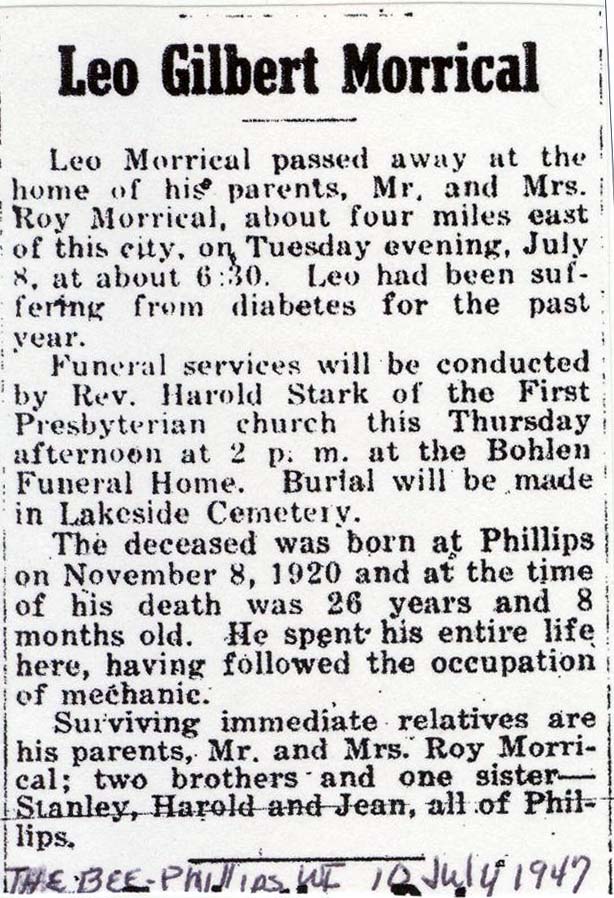 Leo Gilbert Morrical
Leo Morrical passed away at the
home of his parents, Mr. and Mrs.
Roy Morrical, about four miles east
of this city, on Tuesday evening, July
8, at about 6:30. Leo had been suf-
fering from diabetes for the past
year.
Funeral services will be conducted
by Rev. Harold Stark of the First
Presbyterian church this Thursday
afternoon at 2 p. m. at the Bohlen
Funeral Home. Burial will be made
in Lakeside Cemetery.
The deceased was born at Phillips
on November 8, 1920 and at the time
of his death was 26 years and 8
months old. He spent his entire life
here, having followed the occupation
of mechanic.
Surviving immediate relatives are
his parents, Mr. and Mrs. Roy Morri-
cal; two brothers and one sister—
Stanley, Harold and Jean, all of Phil-
lips.
THE BEE-Phillips, WI 10 July 1947